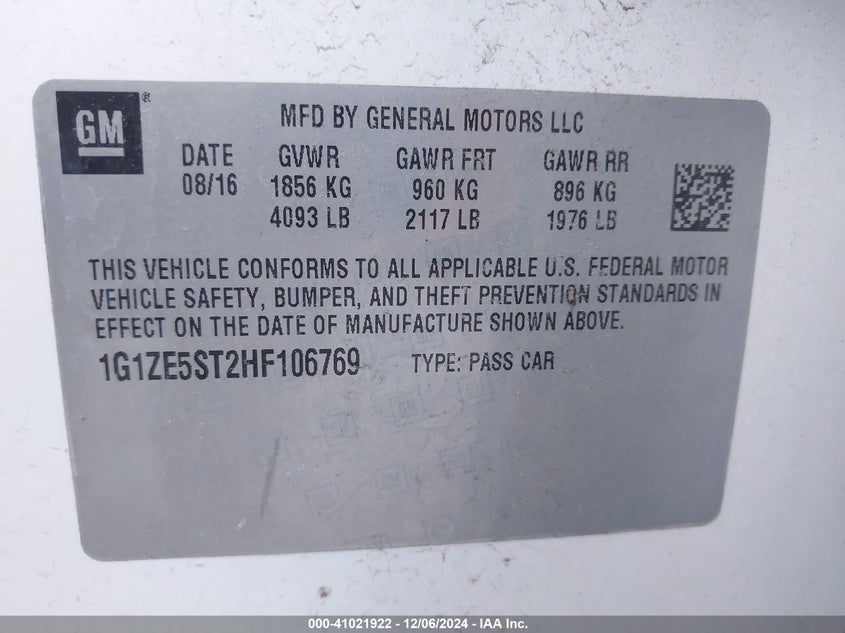 GM ®
MFD BY GENERAL MOTORS LLC
DATE GVWR GAWR FRT GAWR RR
08/16 1856 KG 960 KG 896 KG
4093 LB 2117 LB 1976 LB
THIS VEHICLE CONFORMS TO ALL APPLICABLE U.S. FEDERAL MOTOR
VEHICLE SAFETY, BUMPER, AND THEFT PREVENTION STANDARDS IN
EFFECT ON THE DATE OF MANUFACTURE SHOWN ABOVE.
1G1ZE5ST2HF106769 TYPE: PASS CAR
000-41021922 - 12/06/2024 - IAA Inc.